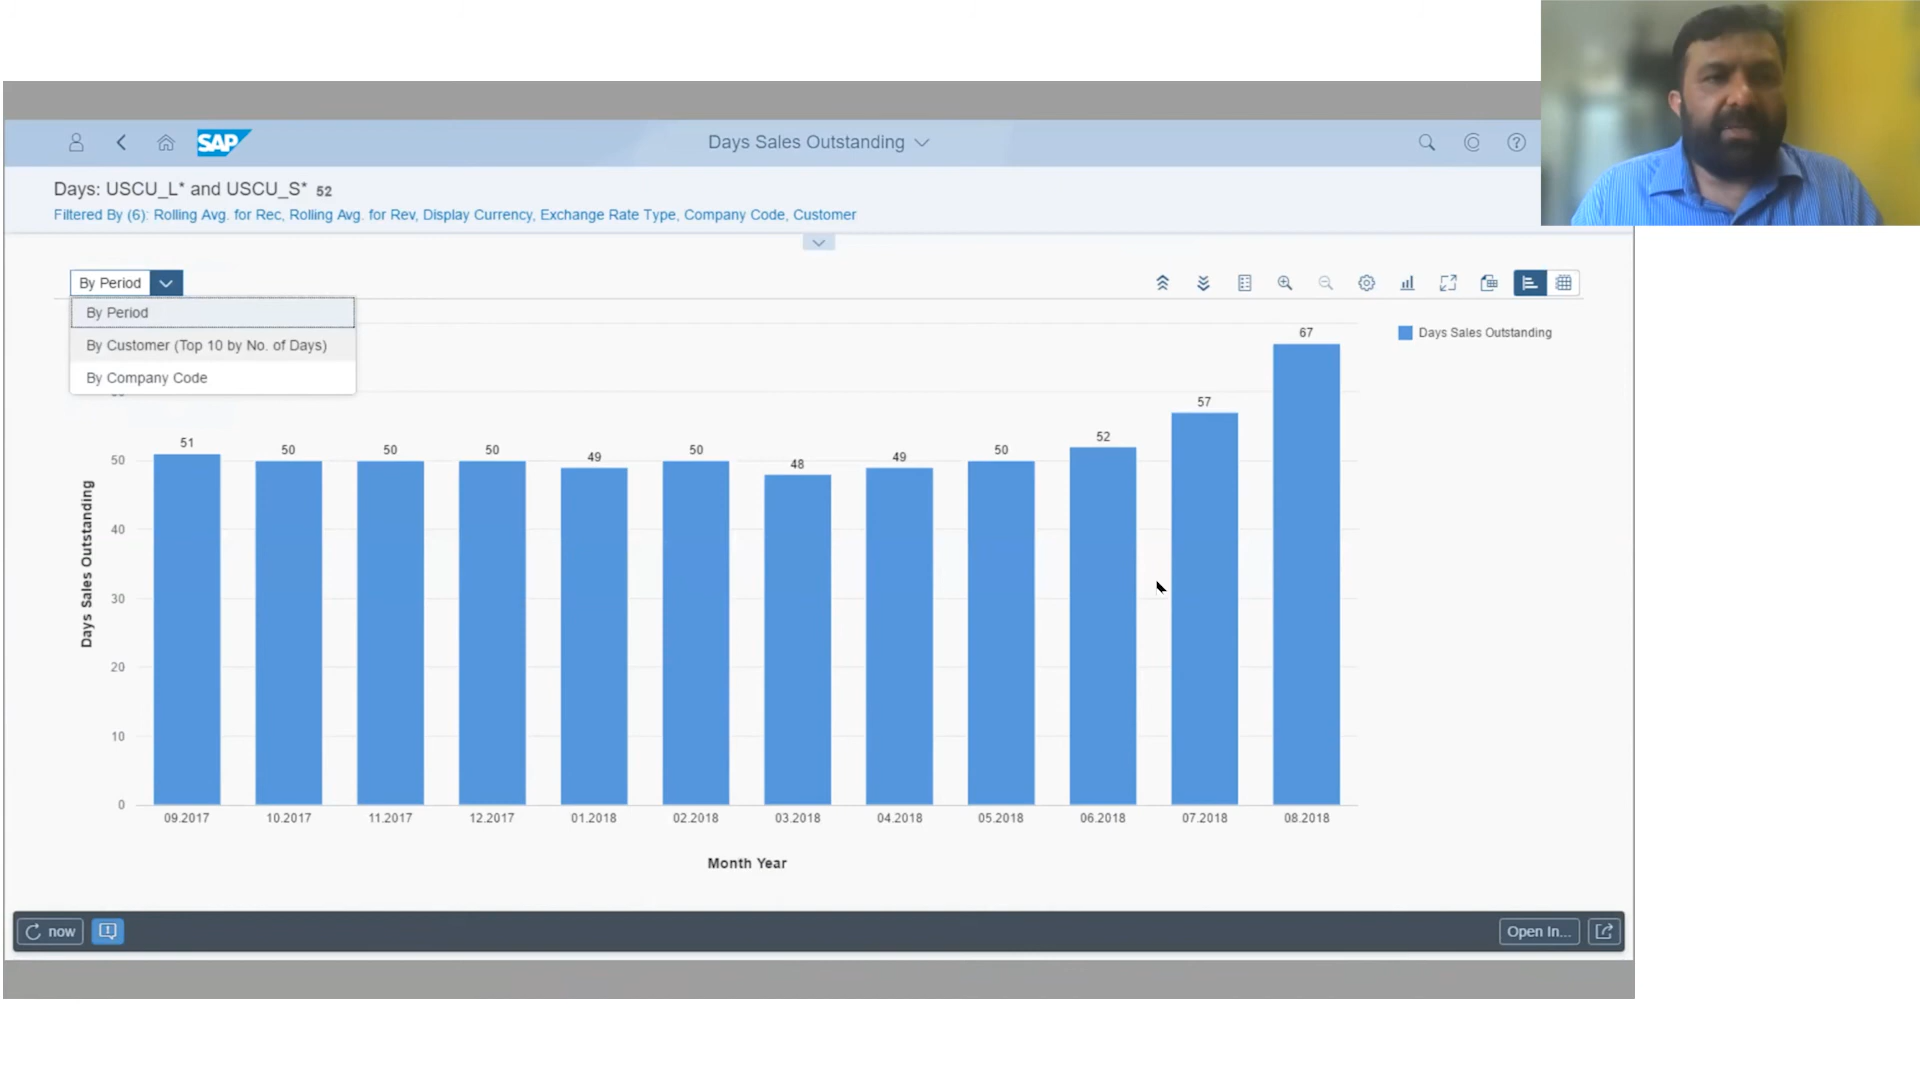 SAP
Days Sales Outstanding
Days: USCU_L* and USCU_S* 52
Filtered By (6): Rolling Avg. for Rec, Rolling Avg. for Rev, Display Currency, Exchange Rate Type, Company Code, Customer
By Period
By Period
By Customer (Top 10 by No. of Days)
By Company Code
Days Sales Outstanding
67
57
51
50
50
50
49
50
48
49
50
52
50
40
30
20
10
0
Days Sales Outstanding
09.2017
10.2017
11.2017
12.2017
01.2018
02.2018
03.2018
04.2018
05.2018
06.2018
07.2018
08.2018
Month Year
now
Open In...